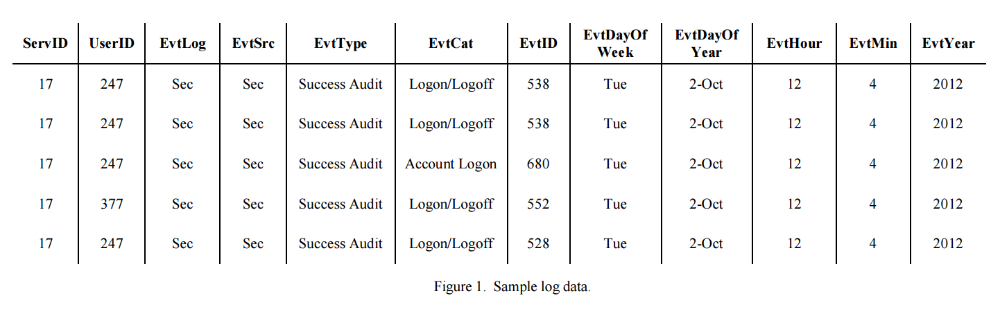 ServID UserID EvtLog EvtSrc EvtType EvtCat EvtID EvtDayOf Week EvtDayOf Year EvtHour EvtMin EvtYear
17 247 Sec Sec Success Audit Logon/Logoff 538 Tue 2-Oct 12 4 2012
17 247 Sec Sec Success Audit Logon/Logoff 538 Tue 2-Oct 12 4 2012
17 247 Sec Sec Success Audit Account Logon 680 Tue 2-Oct 12 4 2012
17 377 Sec Sec Success Audit Logon/Logoff 552 Tue 2-Oct 12 4 2012
17 247 Sec Sec Success Audit Logon/Logoff 528 Tue 2-Oct 12 4 2012
Figure 1. Sample log data.